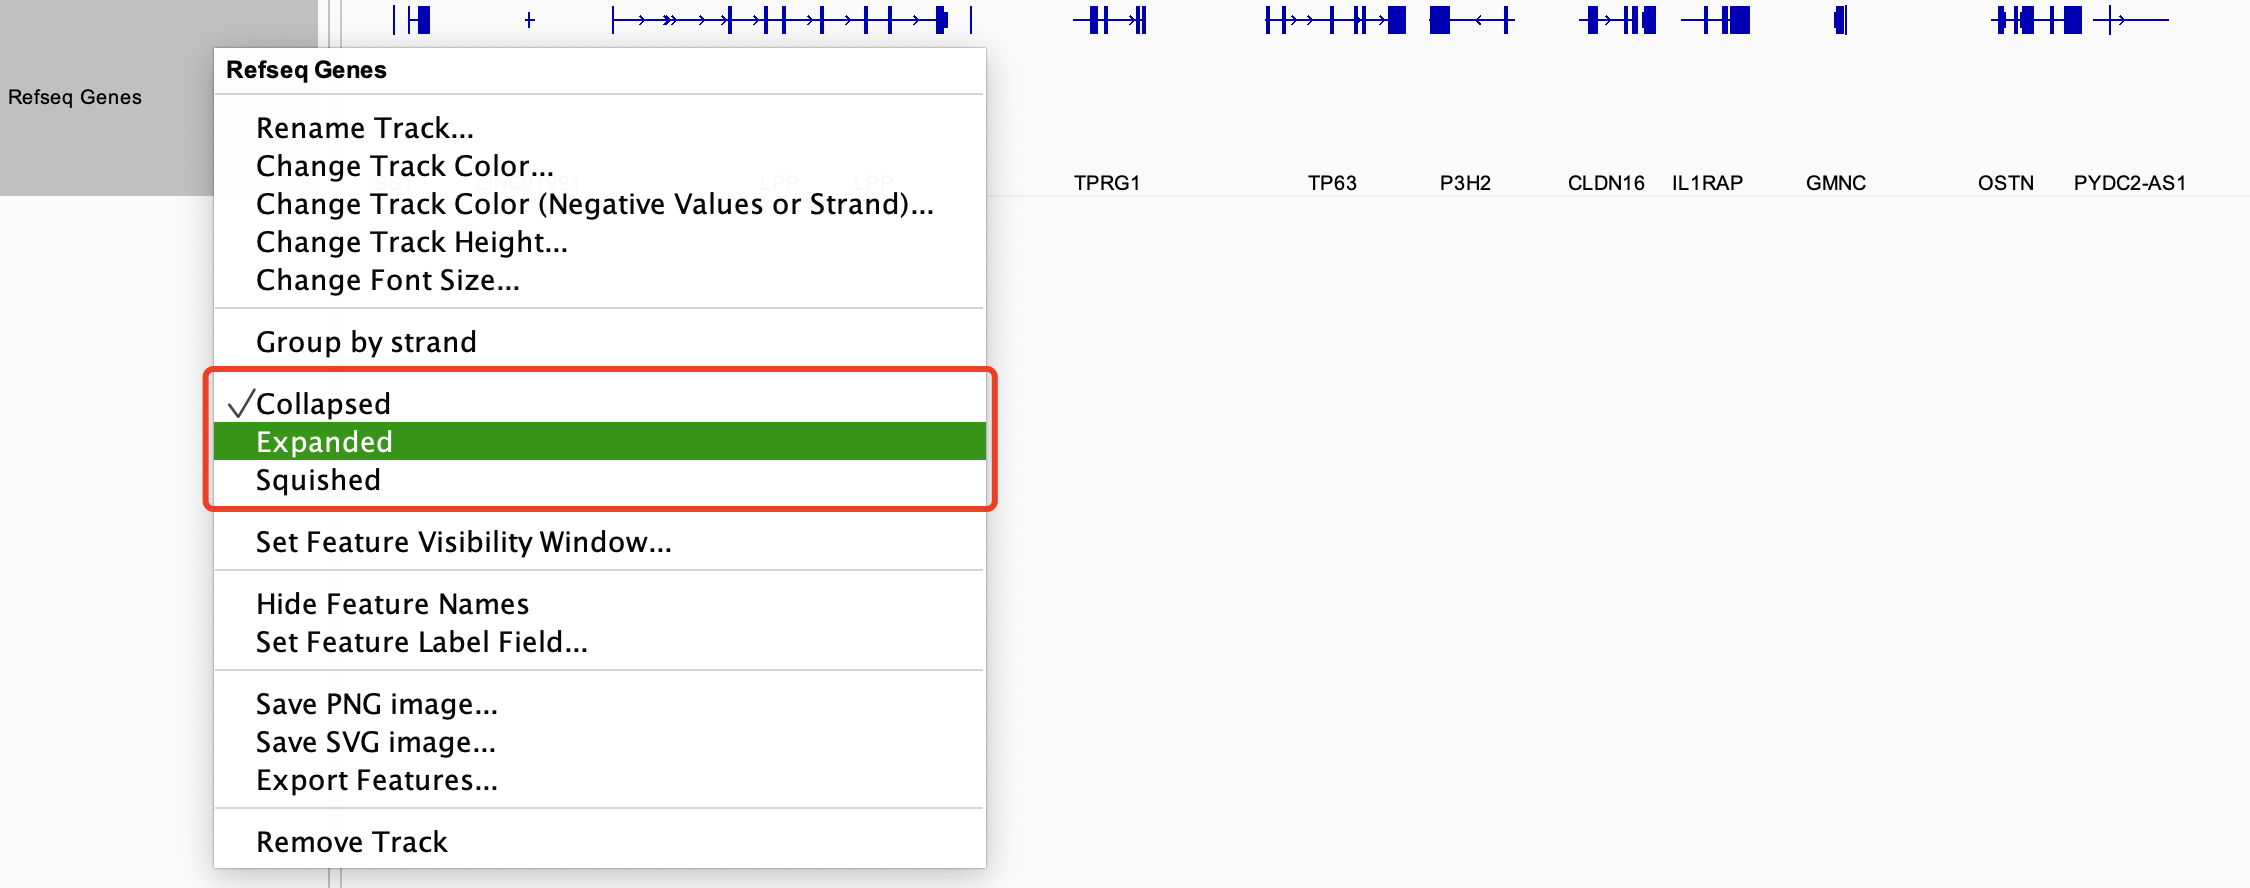 Refseq Genes
Refseq Genes
Rename Track...
Change Track Color...
LINC01991 LPP LPP TPRG1 TP63 P3H2 CLDN16 IL1RAP GMNC OSTN PYDC2-AS1
Change Track Color (Negative Values or Strand)...
Change Track Height...
Change Font Size...
Group by strand
Collapsed
Expanded
Squished
Set Feature Visibility Window...
Hide Feature Names
Set Feature Label Field...
Save PNG image...
Save SVG image...
Export Features...
Remove Track